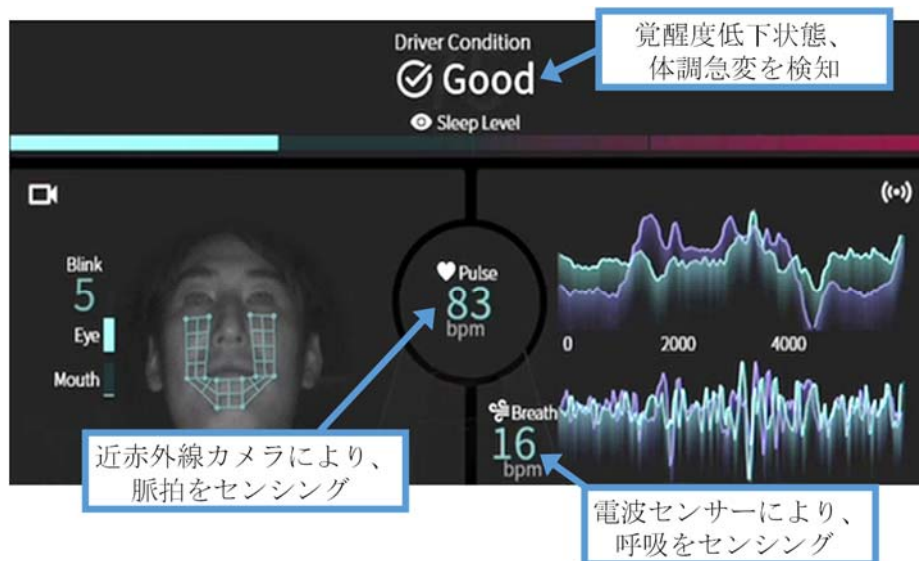 Driver Condition
Good
Sleep Level
覚醒度低下状態、
体調急変を検知
Blink
5
Eye
Mouth
Pulse
83
bpm
0 2000 4000
Breath
16
bpm
近赤外線カメラにより、
脈拍をセンシング
電波センサーにより、
呼吸をセンシング